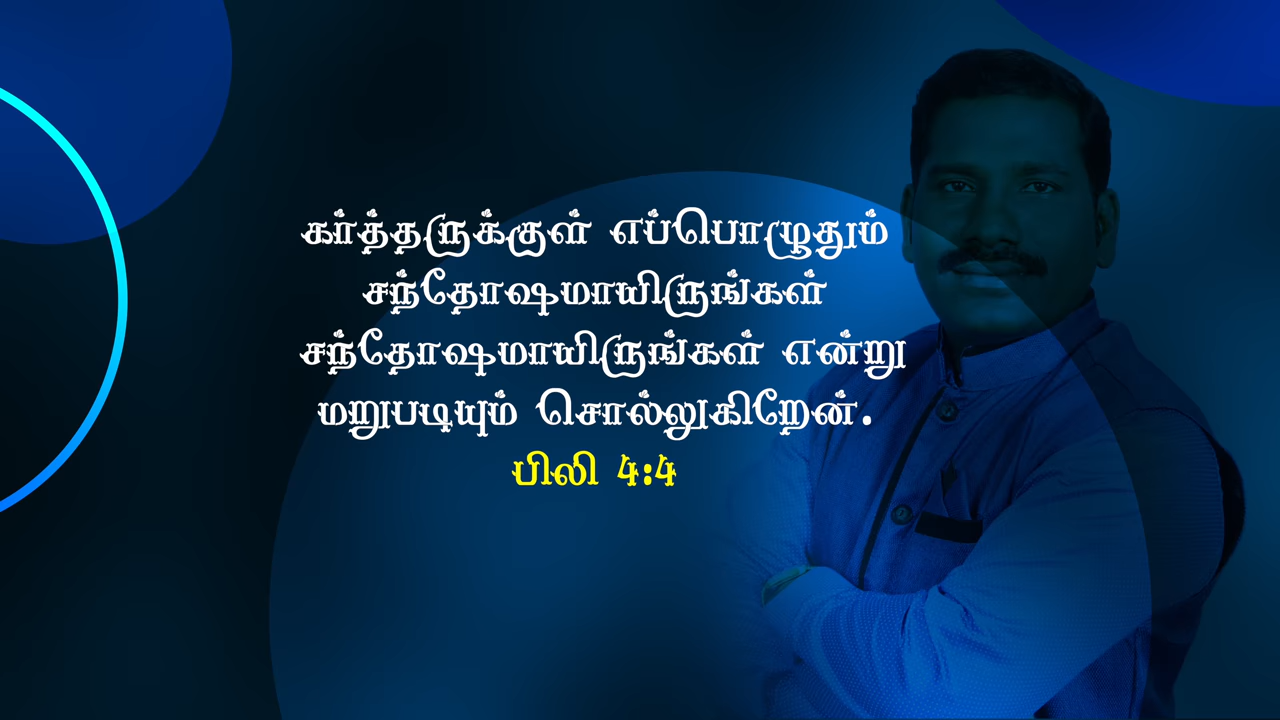 கர்த்தருக்குள் எப்பொழுதும்
சந்தோஷமாயிருங்கள்
சந்தோஷமாயிருங்கள் என்று
மறுபடியும் சொல்லுகிறேன்.
பிலி 4:4